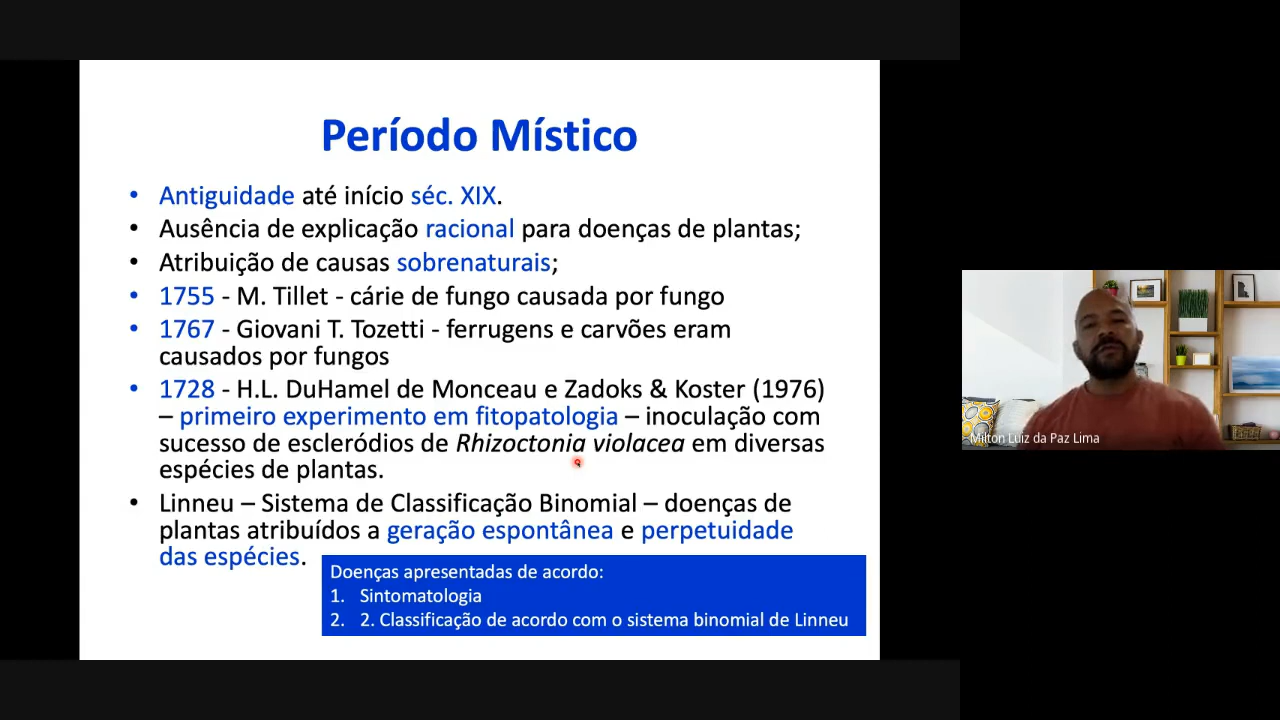 Período Místico
• Antiguidade até início séc. XIX.
• Ausência de explicação racional para doenças de plantas;
• Atribuição de causas sobrenaturais;
• 1755 - M. Tillet - cárie de fungo causada por fungo
• 1767 - Giovani T. Tozetti - ferrugens e carvões eram
causados por fungos
• 1728 - H.L. DuHamel de Monceau e Zadoks & Koster (1976)
– primeiro experimento em fitopatologia – inoculação com
sucesso de escleródios de Rhizoctonia violacea em diversas
espécies de plantas.
• Linneu – Sistema de Classificação Binomial – doenças de
plantas atribuídos a geração espontânea e perpetuidade
das espécies.
Doenças apresentadas de acordo:
1. Sintomatologia
2. 2. Classificação de acordo com o sistema binomial de Linneu
Milton Luiz da Paz Lima